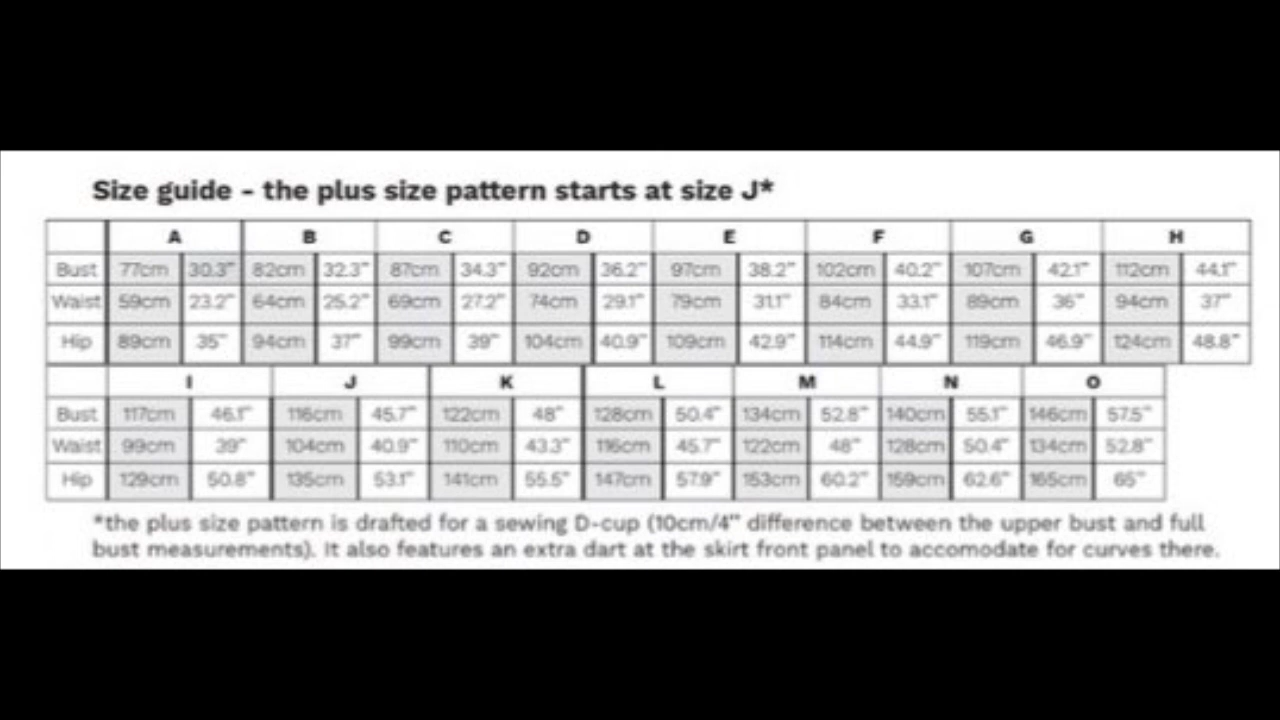 Size guide - the plus size pattern starts at size J*
A B C D E F G H
Bust 77cm 30.3" 82cm 32.3" 87cm 34.3" 92cm 36.2" 97cm 38.2" 102cm 40.2" 107cm 42.1" 112cm 44.1"
Waist 59cm 23.2" 64cm 25.2" 69cm 27.2" 74cm 29.1" 79cm 31.1" 84cm 33.1" 89cm 36" 94cm 37"
Hip 89cm 35" 94cm 37" 99cm 39" 104cm 40.9" 109cm 42.9" 114cm 44.9" 119cm 46.9" 124cm 48.8"
I J K L M N O
Bust 117cm 46.1" 116cm 45.7" 122cm 48" 128cm 50.4" 134cm 52.8" 140cm 55.1" 146cm 57.5"
Waist 99cm 39" 104cm 40.9" 110cm 43.3" 116cm 45.7" 122cm 48" 128cm 50.4" 134cm 52.8"
Hip 129cm 50.8" 135cm 53.1" 141cm 55.5" 147cm 57.9" 153cm 60.2" 159cm 62.6" 165cm 65"
*the plus size pattern is drafted for a sewing D-cup (10cm/4" difference between the upper bust and full
bust measurements). It also features an extra dart at the skirt front panel to accomodate for curves there.